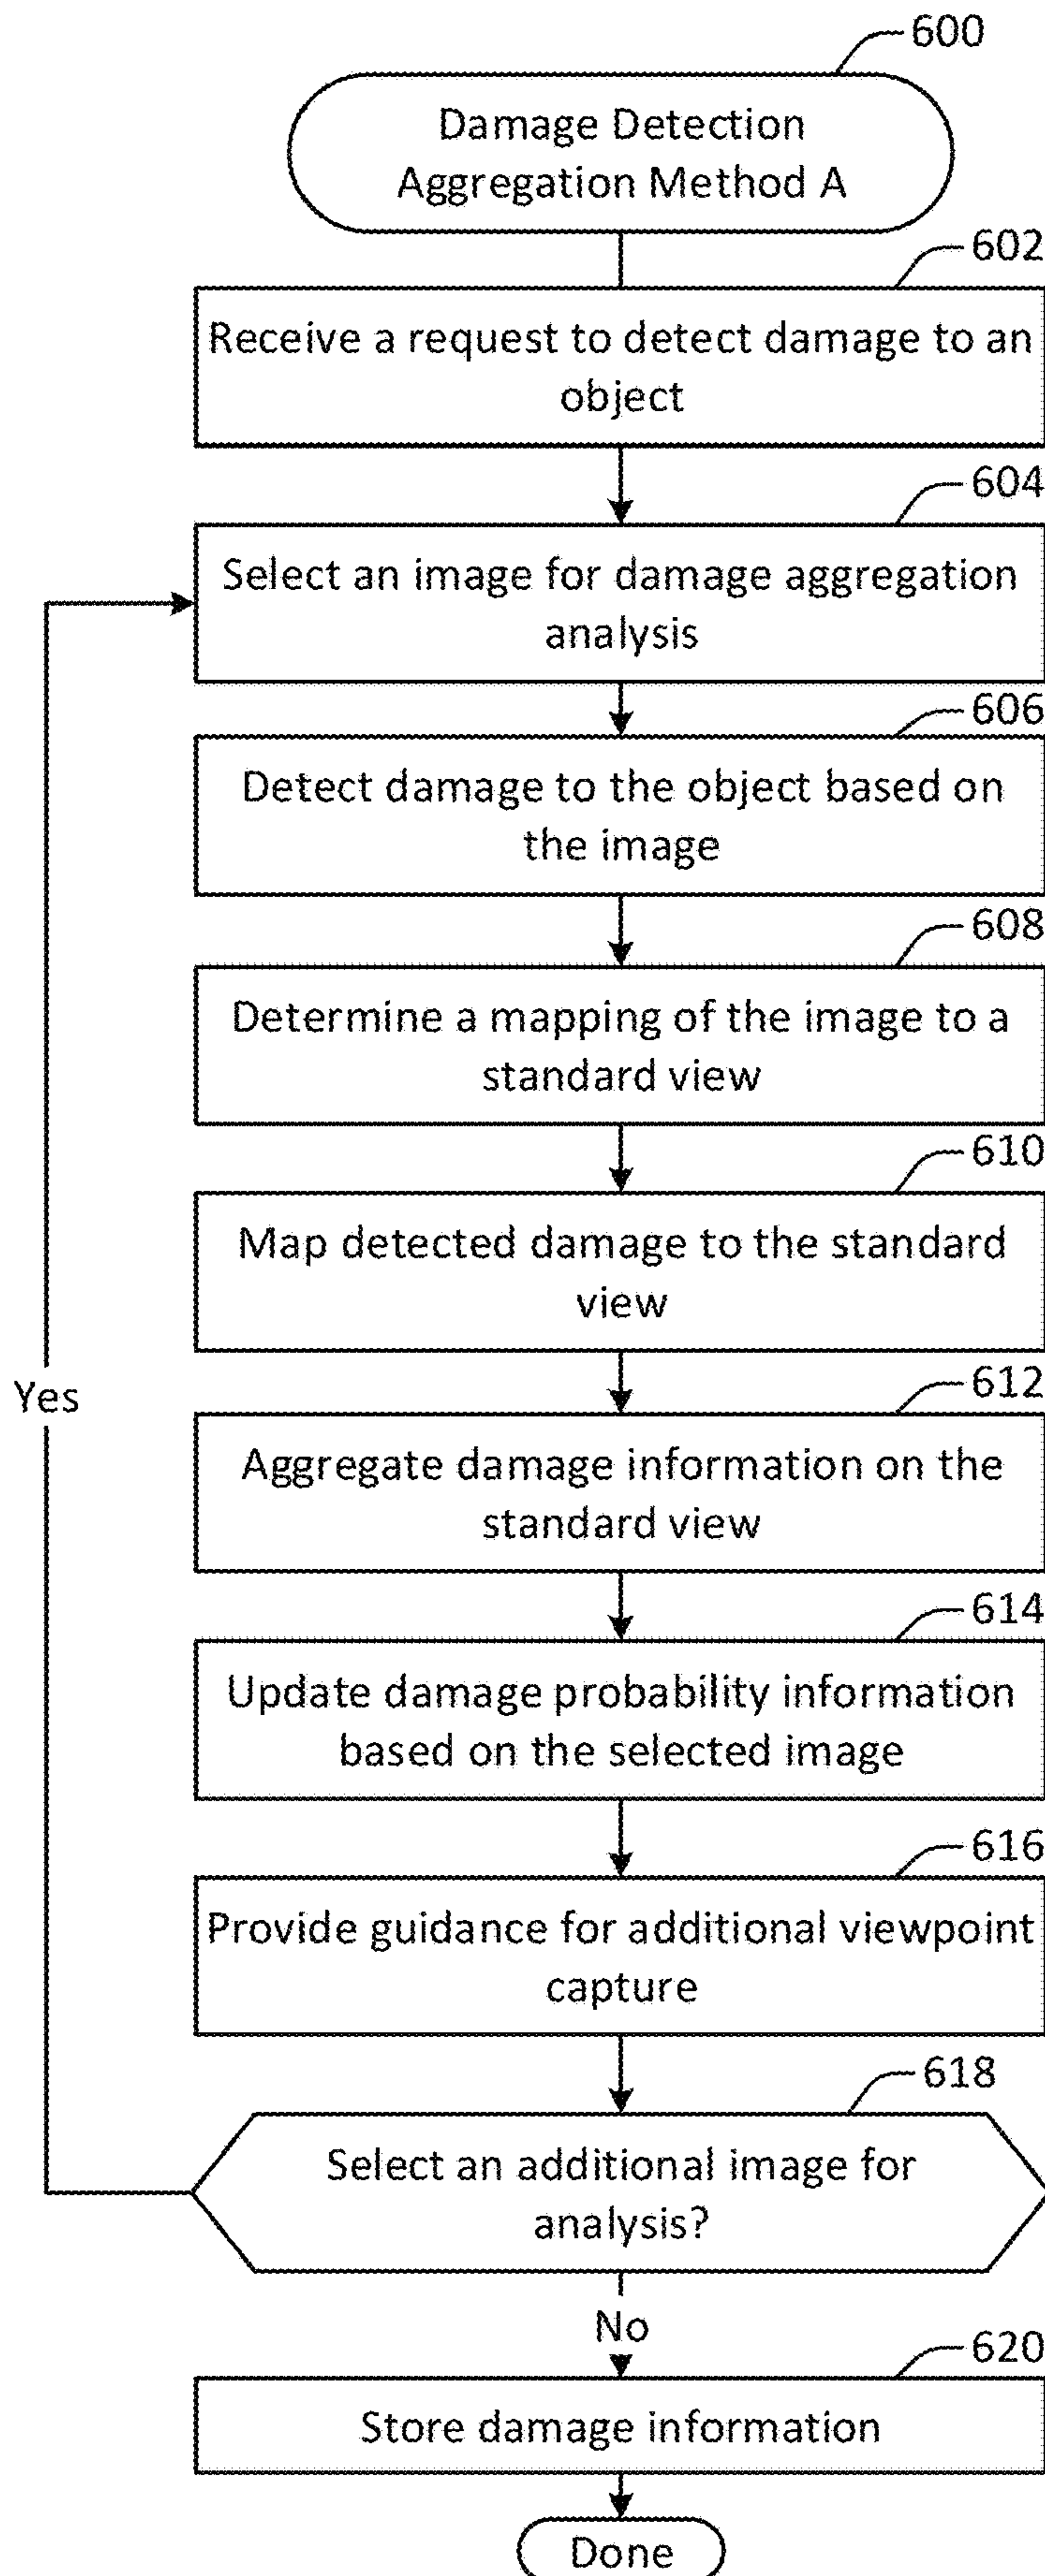 600
Damage Detection
Aggregation Method A
602
Receive a request to detect damage to an
object
604
Select an image for damage aggregation
analysis
606
Detect damage to the object based on
the image
608
Determine a mapping of the image to a
standard view
610
Map detected damage to the standard
view
Yes
612
Aggregate damage information on the
standard view
614
Update damage probability information
based on the selected image
616
Provide guidance for additional viewpoint
capture
618
Select an additional image for
analysis?
No
620
Store damage information
Done